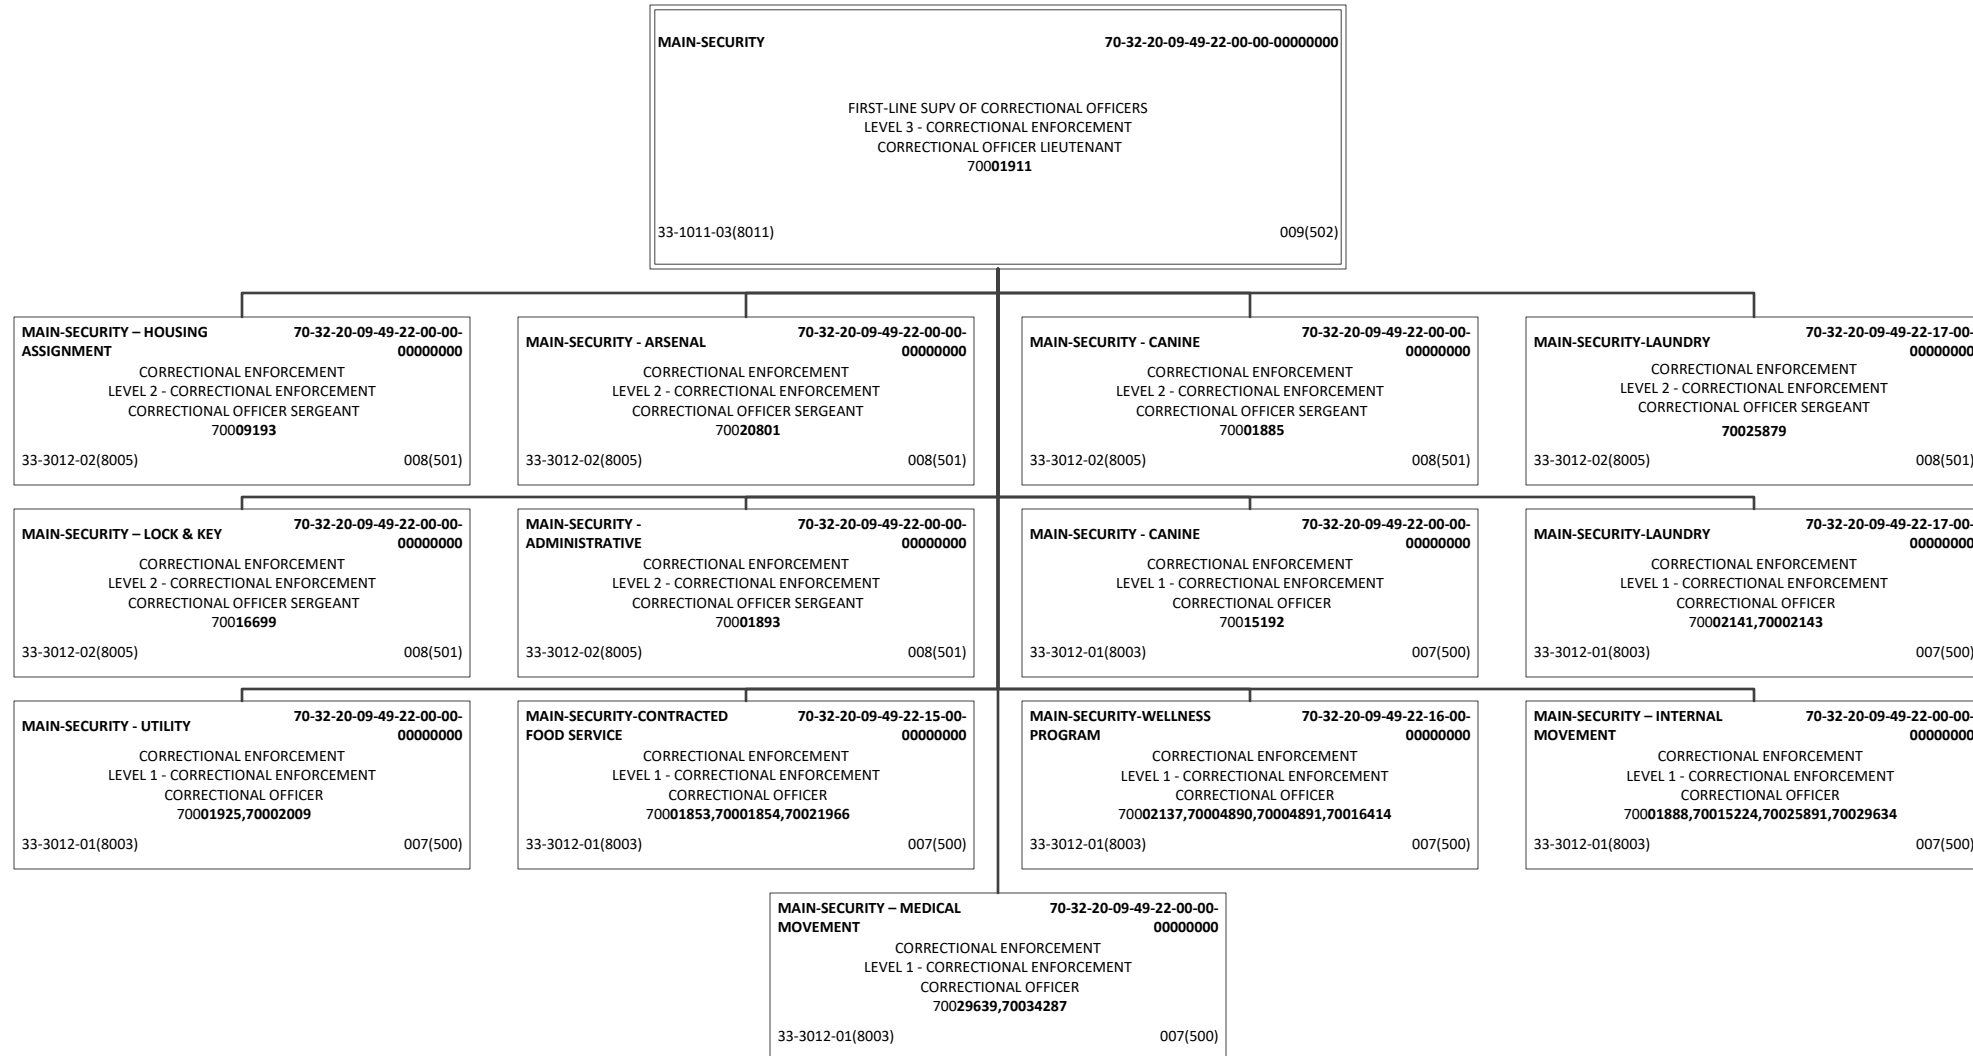 MAIN-SECURITY 70-32-20-09-49-22-00-00-00000000
FIRST-LINE SUPV OF CORRECTIONAL OFFICERS
LEVEL 3 - CORRECTIONAL ENFORCEMENT
CORRECTIONAL OFFICER LIEUTENANT
70001911
33-1011-03(8011) 009(502)
MAIN-SECURITY – HOUSING
ASSIGNMENT
70-32-20-09-49-22-00-00-
00000000
CORRECTIONAL ENFORCEMENT
LEVEL 2 - CORRECTIONAL ENFORCEMENT
CORRECTIONAL OFFICER SERGEANT
70009193
33-3012-02(8005) 008(501)
MAIN-SECURITY - ARSENAL
70-32-20-09-49-22-00-00-
00000000
CORRECTIONAL ENFORCEMENT
LEVEL 2 - CORRECTIONAL ENFORCEMENT
CORRECTIONAL OFFICER SERGEANT
70020801
33-3012-02(8005) 008(501)
MAIN-SECURITY - CANINE
70-32-20-09-49-22-00-00-
00000000
CORRECTIONAL ENFORCEMENT
LEVEL 2 - CORRECTIONAL ENFORCEMENT
CORRECTIONAL OFFICER SERGEANT
70001885
33-3012-02(8005) 008(501)
MAIN-SECURITY-LAUNDRY
70-32-20-09-49-22-17-00-
00000000
CORRECTIONAL ENFORCEMENT
LEVEL 2 - CORRECTIONAL ENFORCEMENT
CORRECTIONAL OFFICER SERGEANT
70025879
33-3012-02(8005) 008(501)
MAIN-SECURITY – LOCK & KEY
70-32-20-09-49-22-00-00-
00000000
CORRECTIONAL ENFORCEMENT
LEVEL 2 - CORRECTIONAL ENFORCEMENT
CORRECTIONAL OFFICER SERGEANT
70016699
33-3012-02(8005) 008(501)
MAIN-SECURITY -
ADMINISTRATIVE
70-32-20-09-49-22-00-00-
00000000
CORRECTIONAL ENFORCEMENT
LEVEL 2 - CORRECTIONAL ENFORCEMENT
CORRECTIONAL OFFICER SERGEANT
70001893
33-3012-02(8005) 008(501)
MAIN-SECURITY - CANINE
70-32-20-09-49-22-00-00-
00000000
CORRECTIONAL ENFORCEMENT
LEVEL 1 - CORRECTIONAL ENFORCEMENT
CORRECTIONAL OFFICER
70015192
33-3012-01(8003) 007(500)
MAIN-SECURITY-LAUNDRY
70-32-20-09-49-22-17-00-
00000000
CORRECTIONAL ENFORCEMENT
LEVEL 1 - CORRECTIONAL ENFORCEMENT
CORRECTIONAL OFFICER
70002141,70002143
33-3012-01(8003) 007(500)
MAIN-SECURITY - UTILITY
70-32-20-09-49-22-00-00-
00000000
CORRECTIONAL ENFORCEMENT
LEVEL 1 - CORRECTIONAL ENFORCEMENT
CORRECTIONAL OFFICER
70001925,70002009
33-3012-01(8003) 007(500)
MAIN-SECURITY-CONTRACTED
FOOD SERVICE
70-32-20-09-49-22-15-00-
00000000
CORRECTIONAL ENFORCEMENT
LEVEL 1 - CORRECTIONAL ENFORCEMENT
CORRECTIONAL OFFICER
70001853,70001854,70021966
33-3012-01(8003) 007(500)
MAIN-SECURITY-WELLNESS
PROGRAM
70-32-20-09-49-22-16-00-
00000000
CORRECTIONAL ENFORCEMENT
LEVEL 1 - CORRECTIONAL ENFORCEMENT
CORRECTIONAL OFFICER
70002137,70004890,70004891,70016414
33-3012-01(8003) 007(500)
MAIN-SECURITY – INTERNAL
MOVEMENT
70-32-20-09-49-22-00-00-
00000000
CORRECTIONAL ENFORCEMENT
LEVEL 1 - CORRECTIONAL ENFORCEMENT
CORRECTIONAL OFFICER
70001888,70015224,70025891,70029634
33-3012-01(8003) 007(500)
MAIN-SECURITY – MEDICAL
MOVEMENT
70-32-20-09-49-22-00-00-
00000000
CORRECTIONAL ENFORCEMENT
LEVEL 1 - CORRECTIONAL ENFORCEMENT
CORRECTIONAL OFFICER
70029639,70034287
33-3012-01(8003) 007(500)